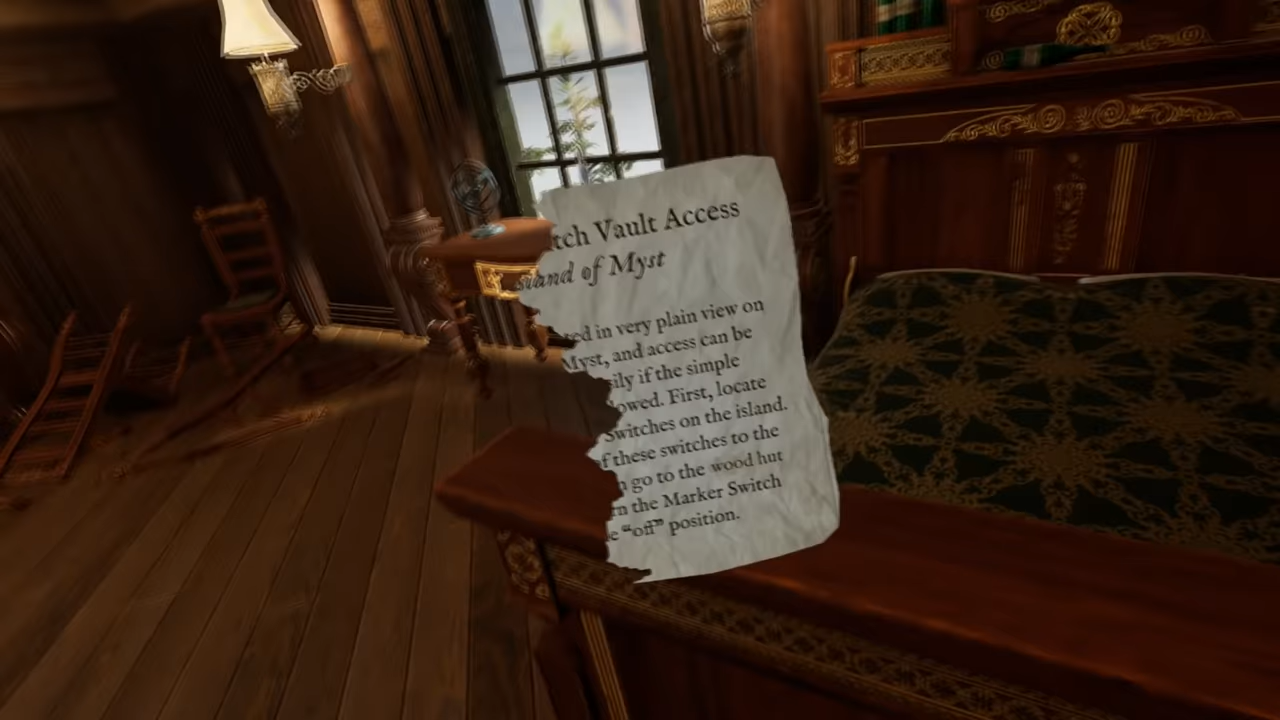 tch Vault Access
sland of Myst
ted in very plain view on
Myst, and access can be
sily if the simple
lowed. First, locate
Switches on the island.
f these switches to the
n go to the wood hut
rn the Marker Switch
e “off” position.